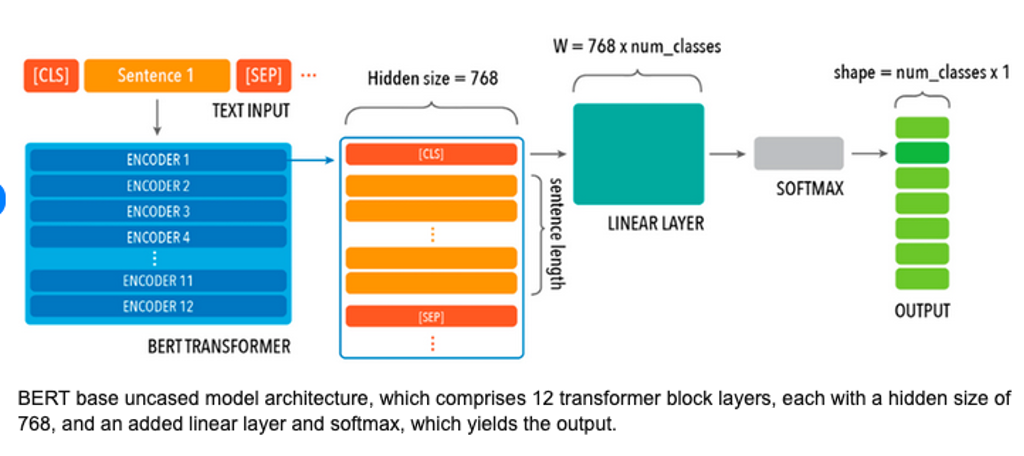 W = 768 x num_classes
[CLS] Sentence 1 [SEP] ...
Hidden size = 768
shape = num_classes x 1
TEXT INPUT
ENCODER 1
ENCODER 2
ENCODER 3
ENCODER 4
ENCODER 11
ENCODER 12
BERT TRANSFORMER
[CLS]
sentence length
[SEP]
LINEAR LAYER
SOFTMAX
OUTPUT
BERT base uncased model architecture, which comprises 12 transformer block layers, each with a hidden size of
768, and an added linear layer and softmax, which yields the output.